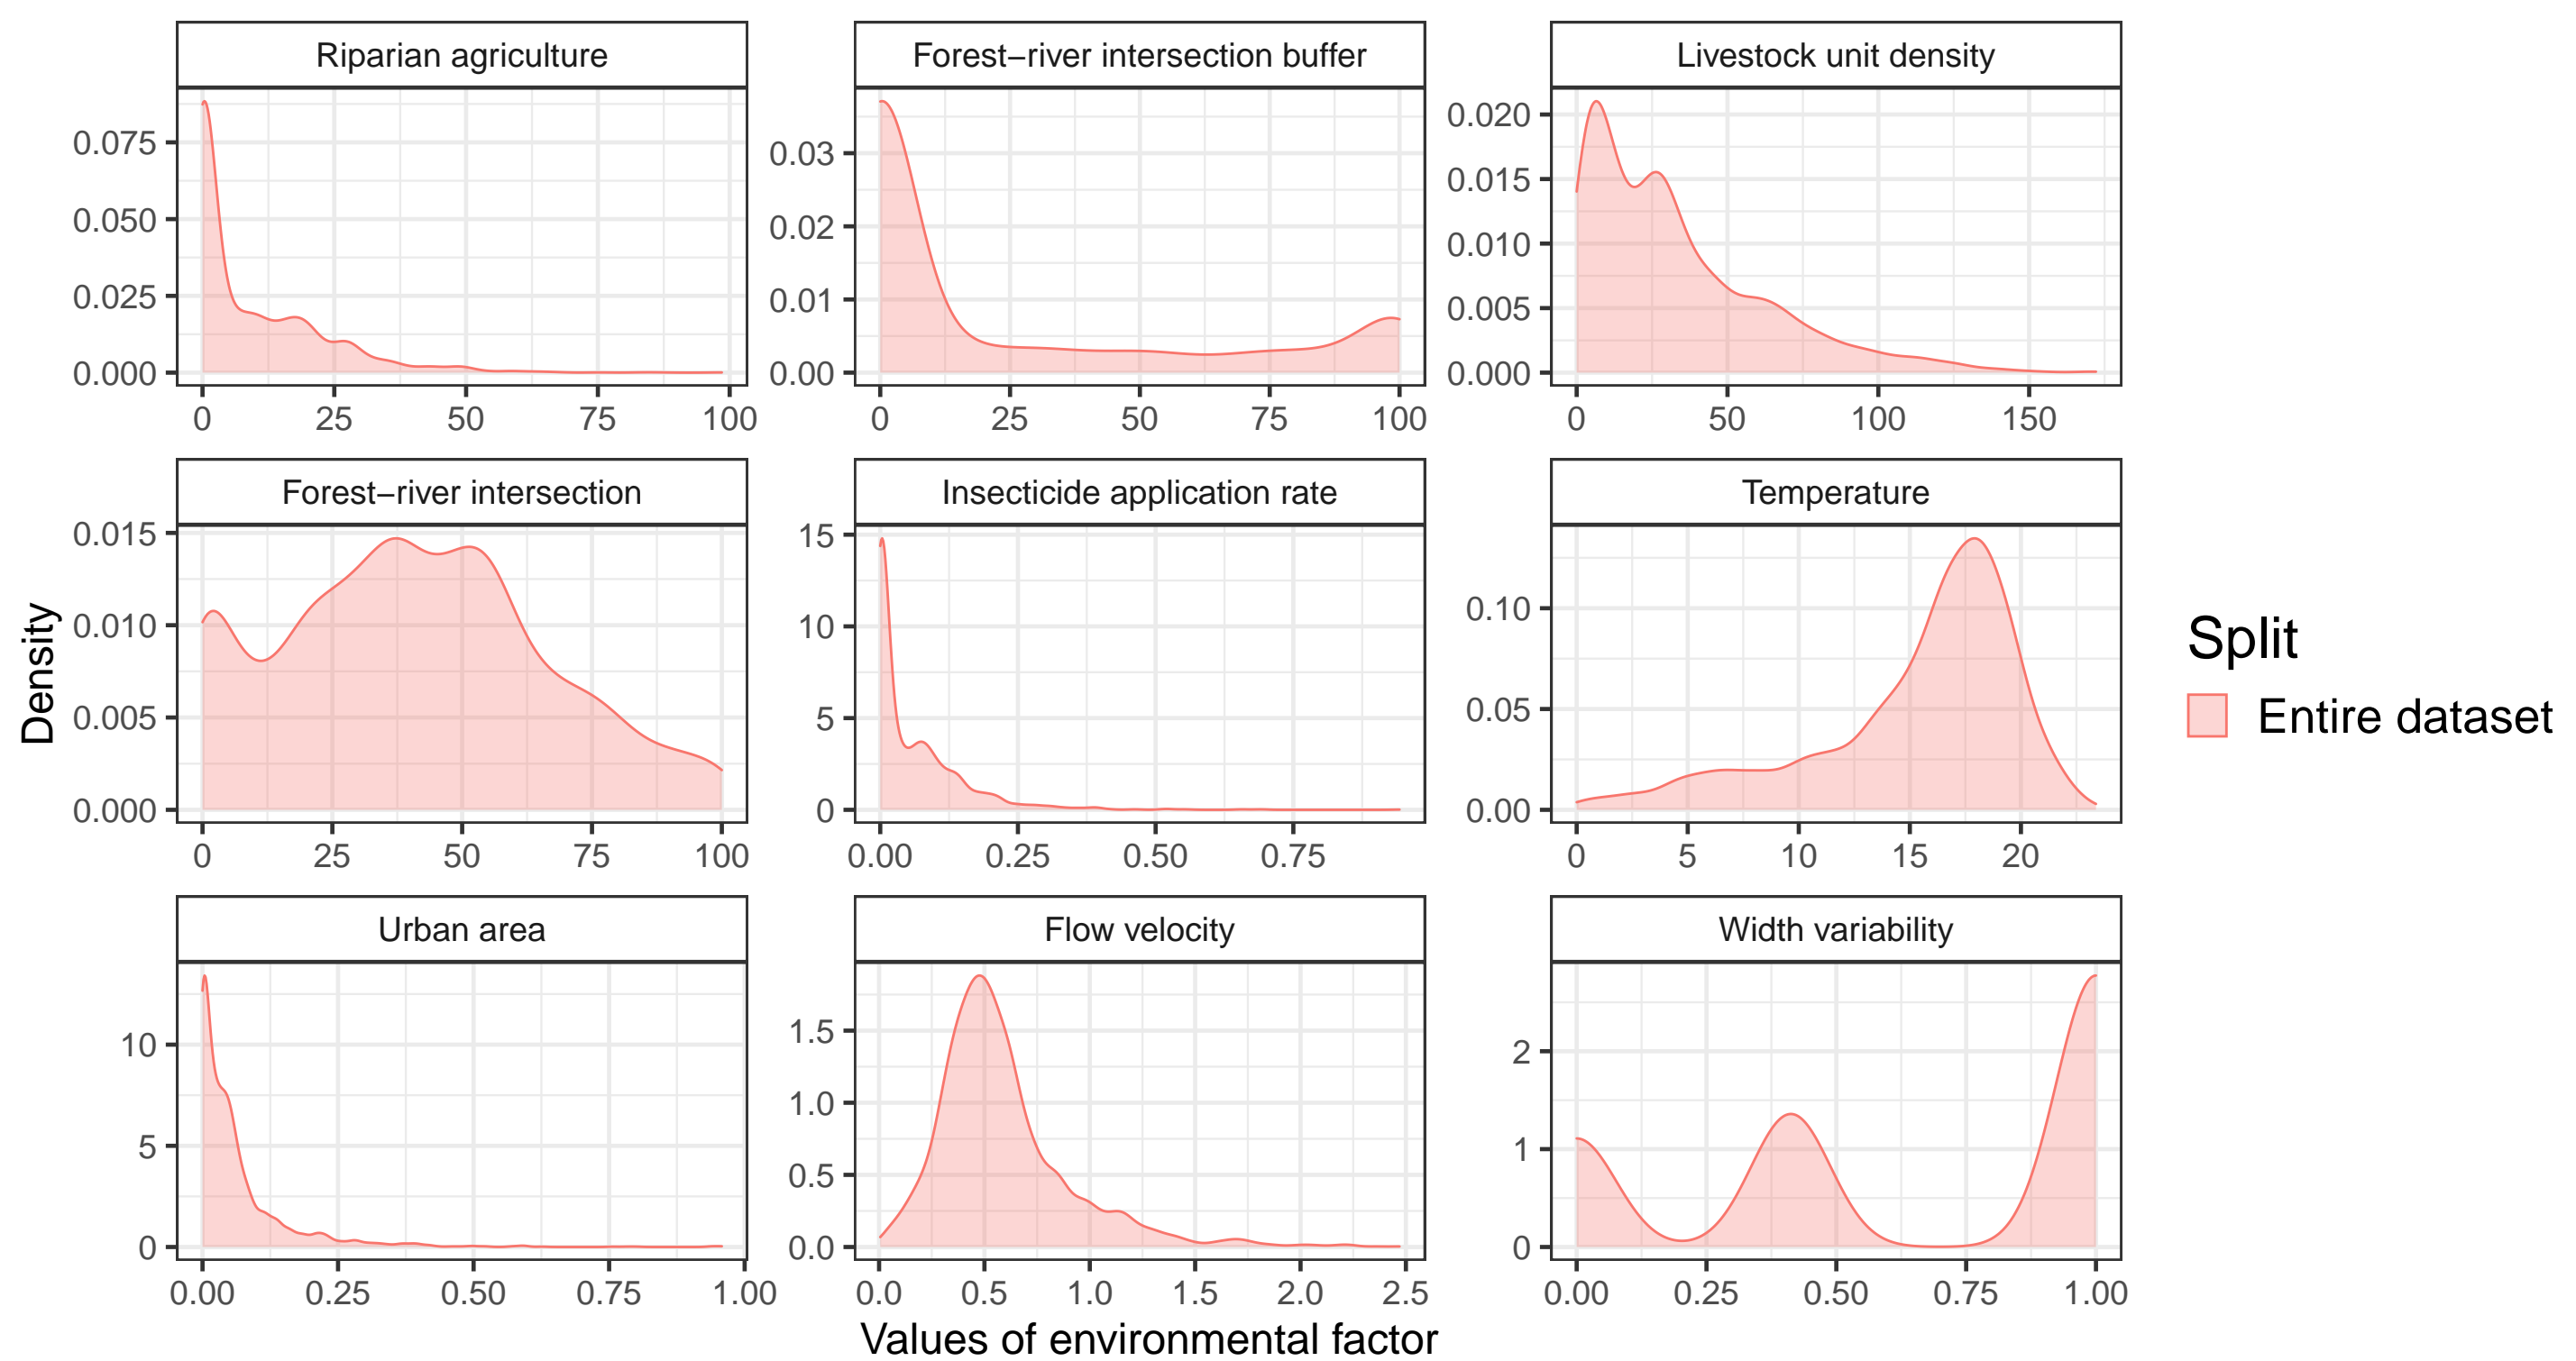 Riparian agriculture
Forest−river intersection buffer
Livestock unit density
0.075
0.050
0.025
0.000
0 25 50 75 100
0.03
0.02
0.01
0.00
0 25 50 75 100
0.020
0.015
0.010
0.005
0.000
0 50 100 150
Forest−river intersection
Insecticide application rate
Temperature
0.015
0.010
0.005
0.000
0 25 50 75 100
15
10
5
0
0.00 0.25 0.50 0.75
0.10
0.05
0.00
0 5 10 15 20
Urban area
Flow velocity
Width variability
10
5
0
0.00 0.25 0.50 0.75 1.00
1.5
1.0
0.5
0.0
0.0 0.5 1.0 1.5 2.0 2.5
2
1
0
0.00 0.25 0.50 0.75 1.00
Density
Values of environmental factor
Split
Entire dataset